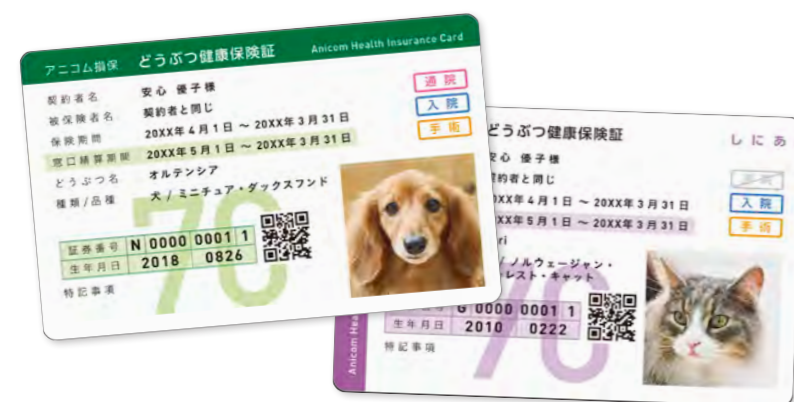 アニコム損保 どうぶつ健康保険証 Anicom Health Insurance Card
契約者名 安心 優子様
被保険者名 契約者と同じ
保険期間 20XX年4月1日 ～ 20XX年3月31日
窓口精算期間 20XX年5月1日 ～ 20XX年3月31日
どうぶつ名 オルテンシア
種類/品種 犬 / ミニチュア・ダックスフンド
通院
入院
手術
70
証券番号 N 0000 0001 1
生年月日 2018 0826
特記事項
どうぶつ健康保険証 しにあ
安心 優子様
契約者と同じ
20XX年4月1日 ～ 20XX年3月31日
20XX年5月1日 ～ 20XX年3月31日
ri
/ ノルウェージャン・
レスト・キャット
入院
手術
70
号 G 0000 0001 1
生年月日 2010 0222
特記事項
Anicom Hea